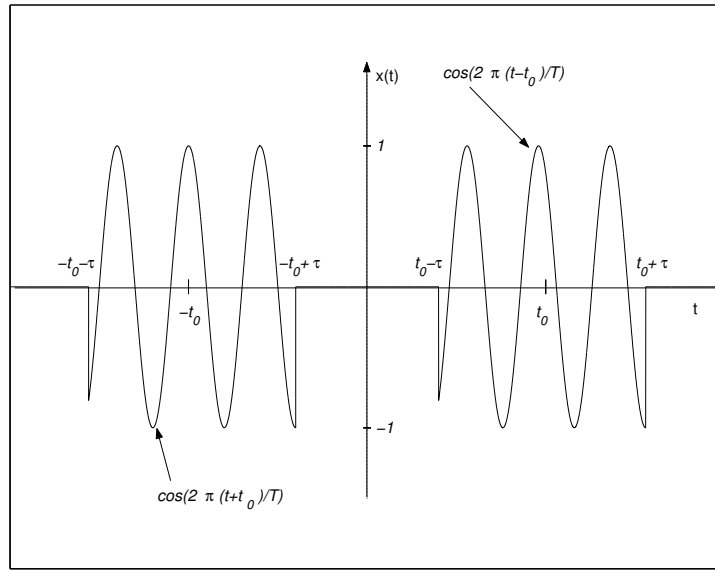 cos(2 π (t−t₀)/T)
x(t)
1
−t₀−τ
−t₀+ τ
t₀−τ
t₀+ τ
−t₀
t₀
t
−1
cos(2 π (t+t₀)/T)